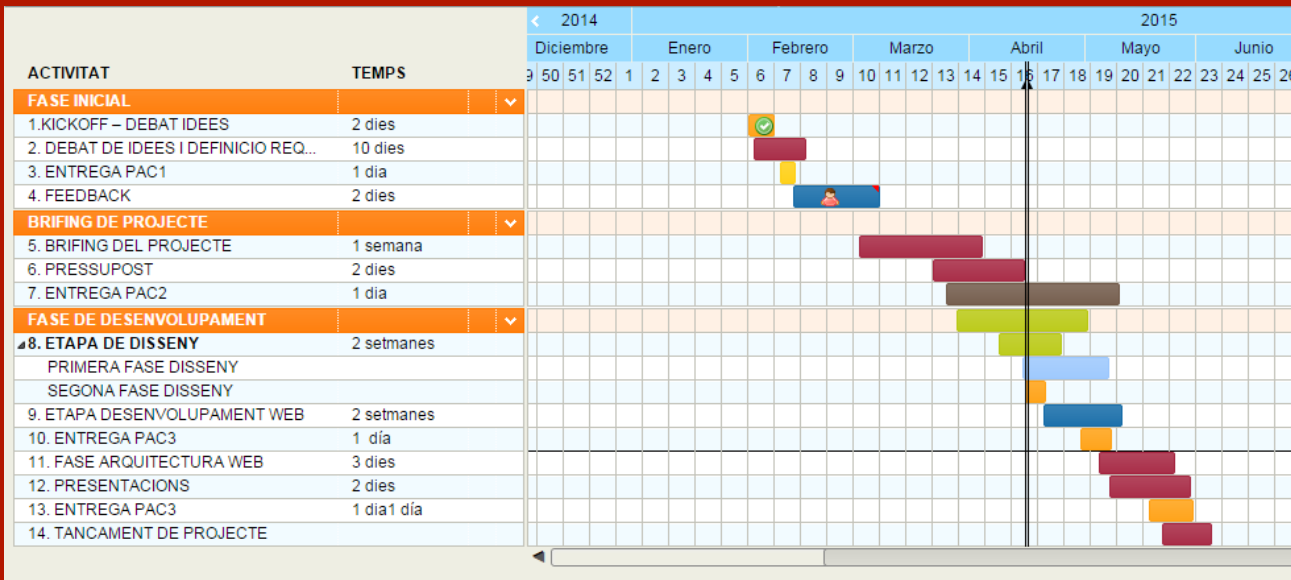 2014 2015
Diciembre Enero Febrero Marzo Abril Mayo Junio
ACTIVITAT TEMPS 9 50 51 52 1 2 3 4 5 6 7 8 9 10 11 12 13 14 15 16 17 18 19 20 21 22 23 24 25 26
FASE INICIAL
1.KICKOFF – DEBAT IDEES 2 dies
2. DEBAT DE IDEES I DEFINICIO REQ... 10 dies
3. ENTREGA PAC1 1 dia
4. FEEDBACK 2 dies
BRIFING DE PROJECTE
5. BRIFING DEL PROJECTE 1 semana
6. PRESSUPOST 2 dies
7. ENTREGA PAC2 1 dia
FASE DE DESENVOLUPAMENT
8. ETAPA DE DISSENY 2 setmanes
PRIMERA FASE DISSENY
SEGONA FASE DISSENY
9. ETAPA DESENVOLUPAMENT WEB 2 setmanes
10. ENTREGA PAC3 1 día
11. FASE ARQUITECTURA WEB 3 dies
12. PRESENTACIONS 2 dies
13. ENTREGA PAC3 1 dia1 día
14. TANCAMENT DE PROJECTE